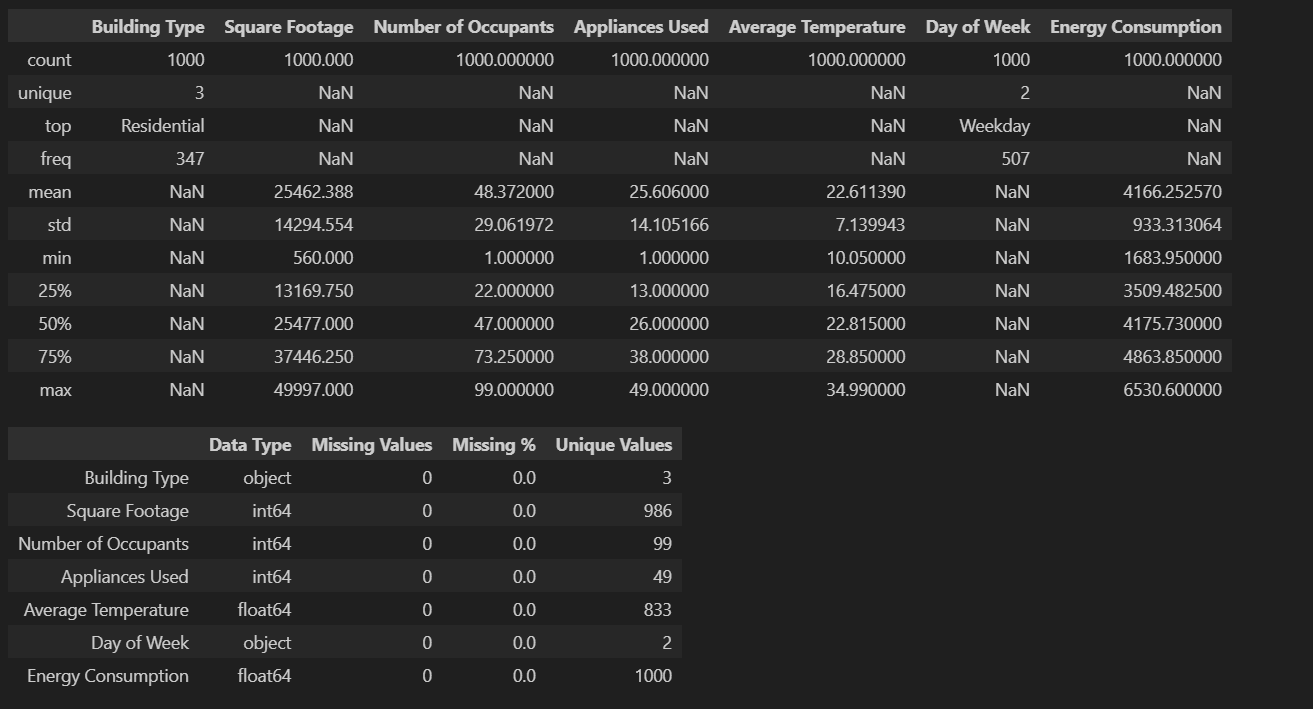 Building Type Square Footage Number of Occupants Appliances Used Average Temperature Day of Week Energy Consumption
count 1000 1000.000 1000.000000 1000.000000 1000.000000 1000 1000.000000
unique 3 NaN NaN NaN NaN 2 NaN
top Residential NaN NaN NaN NaN Weekday NaN
freq 347 NaN NaN NaN NaN 507 NaN
mean NaN 25462.388 48.372000 25.606000 22.611390 NaN 4166.252570
std NaN 14294.554 29.061972 14.105166 7.139943 NaN 933.313064
min NaN 560.000 1.000000 1.000000 10.050000 NaN 1683.950000
25% NaN 13169.750 22.000000 13.000000 16.475000 NaN 3509.482500
50% NaN 25477.000 47.000000 26.000000 22.815000 NaN 4175.730000
75% NaN 37446.250 73.250000 38.000000 28.850000 NaN 4863.850000
max NaN 49997.000 99.000000 49.000000 34.990000 NaN 6530.600000
Data Type Missing Values Missing % Unique Values
Building Type object 0 0.0 3
Square Footage int64 0 0.0 986
Number of Occupants int64 0 0.0 99
Appliances Used int64 0 0.0 49
Average Temperature float64 0 0.0 833
Day of Week object 0 0.0 2
Energy Consumption float64 0 0.0 1000